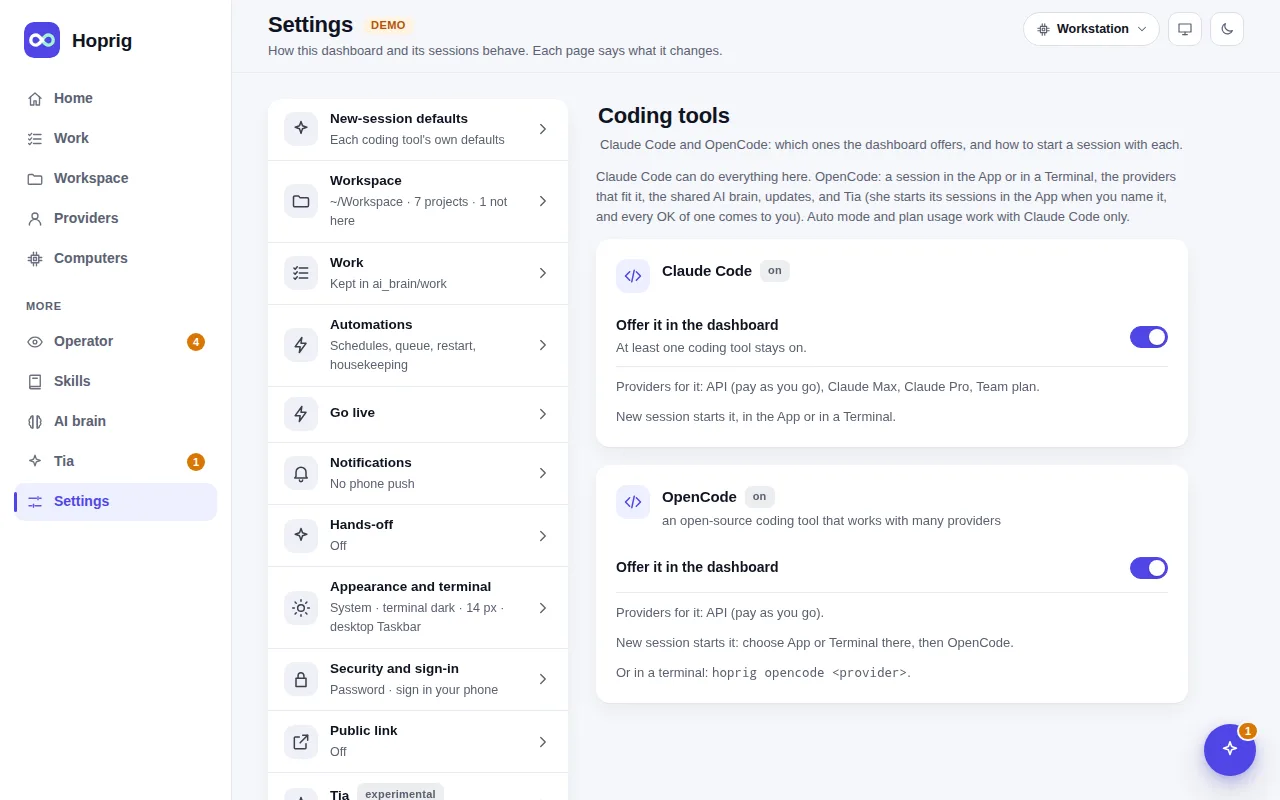 Hoprig
Home
Work
Workspace
Providers
Computers
MORE
Operator 4
Skills
AI brain
Tia 1
Settings
Settings DEMO
How this dashboard and its sessions behave. Each page says what it changes.
Workstation
New-session defaults
Each coding tool's own defaults
Workspace
~/Workspace · 7 projects · 1 not
here
Work
Kept in ai_brain/work
Automations
Schedules, queue, restart,
housekeeping
Go live
Notifications
No phone push
Hands-off
Off
Appearance and terminal
System · terminal dark · 14 px ·
desktop Taskbar
Security and sign-in
Password · sign in your phone
Public link
Off
Tia experimental
Coding tools
Claude Code and OpenCode: which ones the dashboard offers, and how to start a session with each.
Claude Code can do everything here. OpenCode: a session in the App or in a Terminal, the providers
that fit it, the shared AI brain, updates, and Tia (she starts its sessions in the App when you name it,
and every OK of one comes to you). Auto mode and plan usage work with Claude Code only.
Claude Code on
Offer it in the dashboard
At least one coding tool stays on.
Providers for it: API (pay as you go), Claude Max, Claude Pro, Team plan.
New session starts it, in the App or in a Terminal.
OpenCode on
an open-source coding tool that works with many providers
Offer it in the dashboard
Providers for it: API (pay as you go).
New session starts it: choose App or Terminal there, then OpenCode.
Or in a terminal: hoprig opencode <provider>.
1